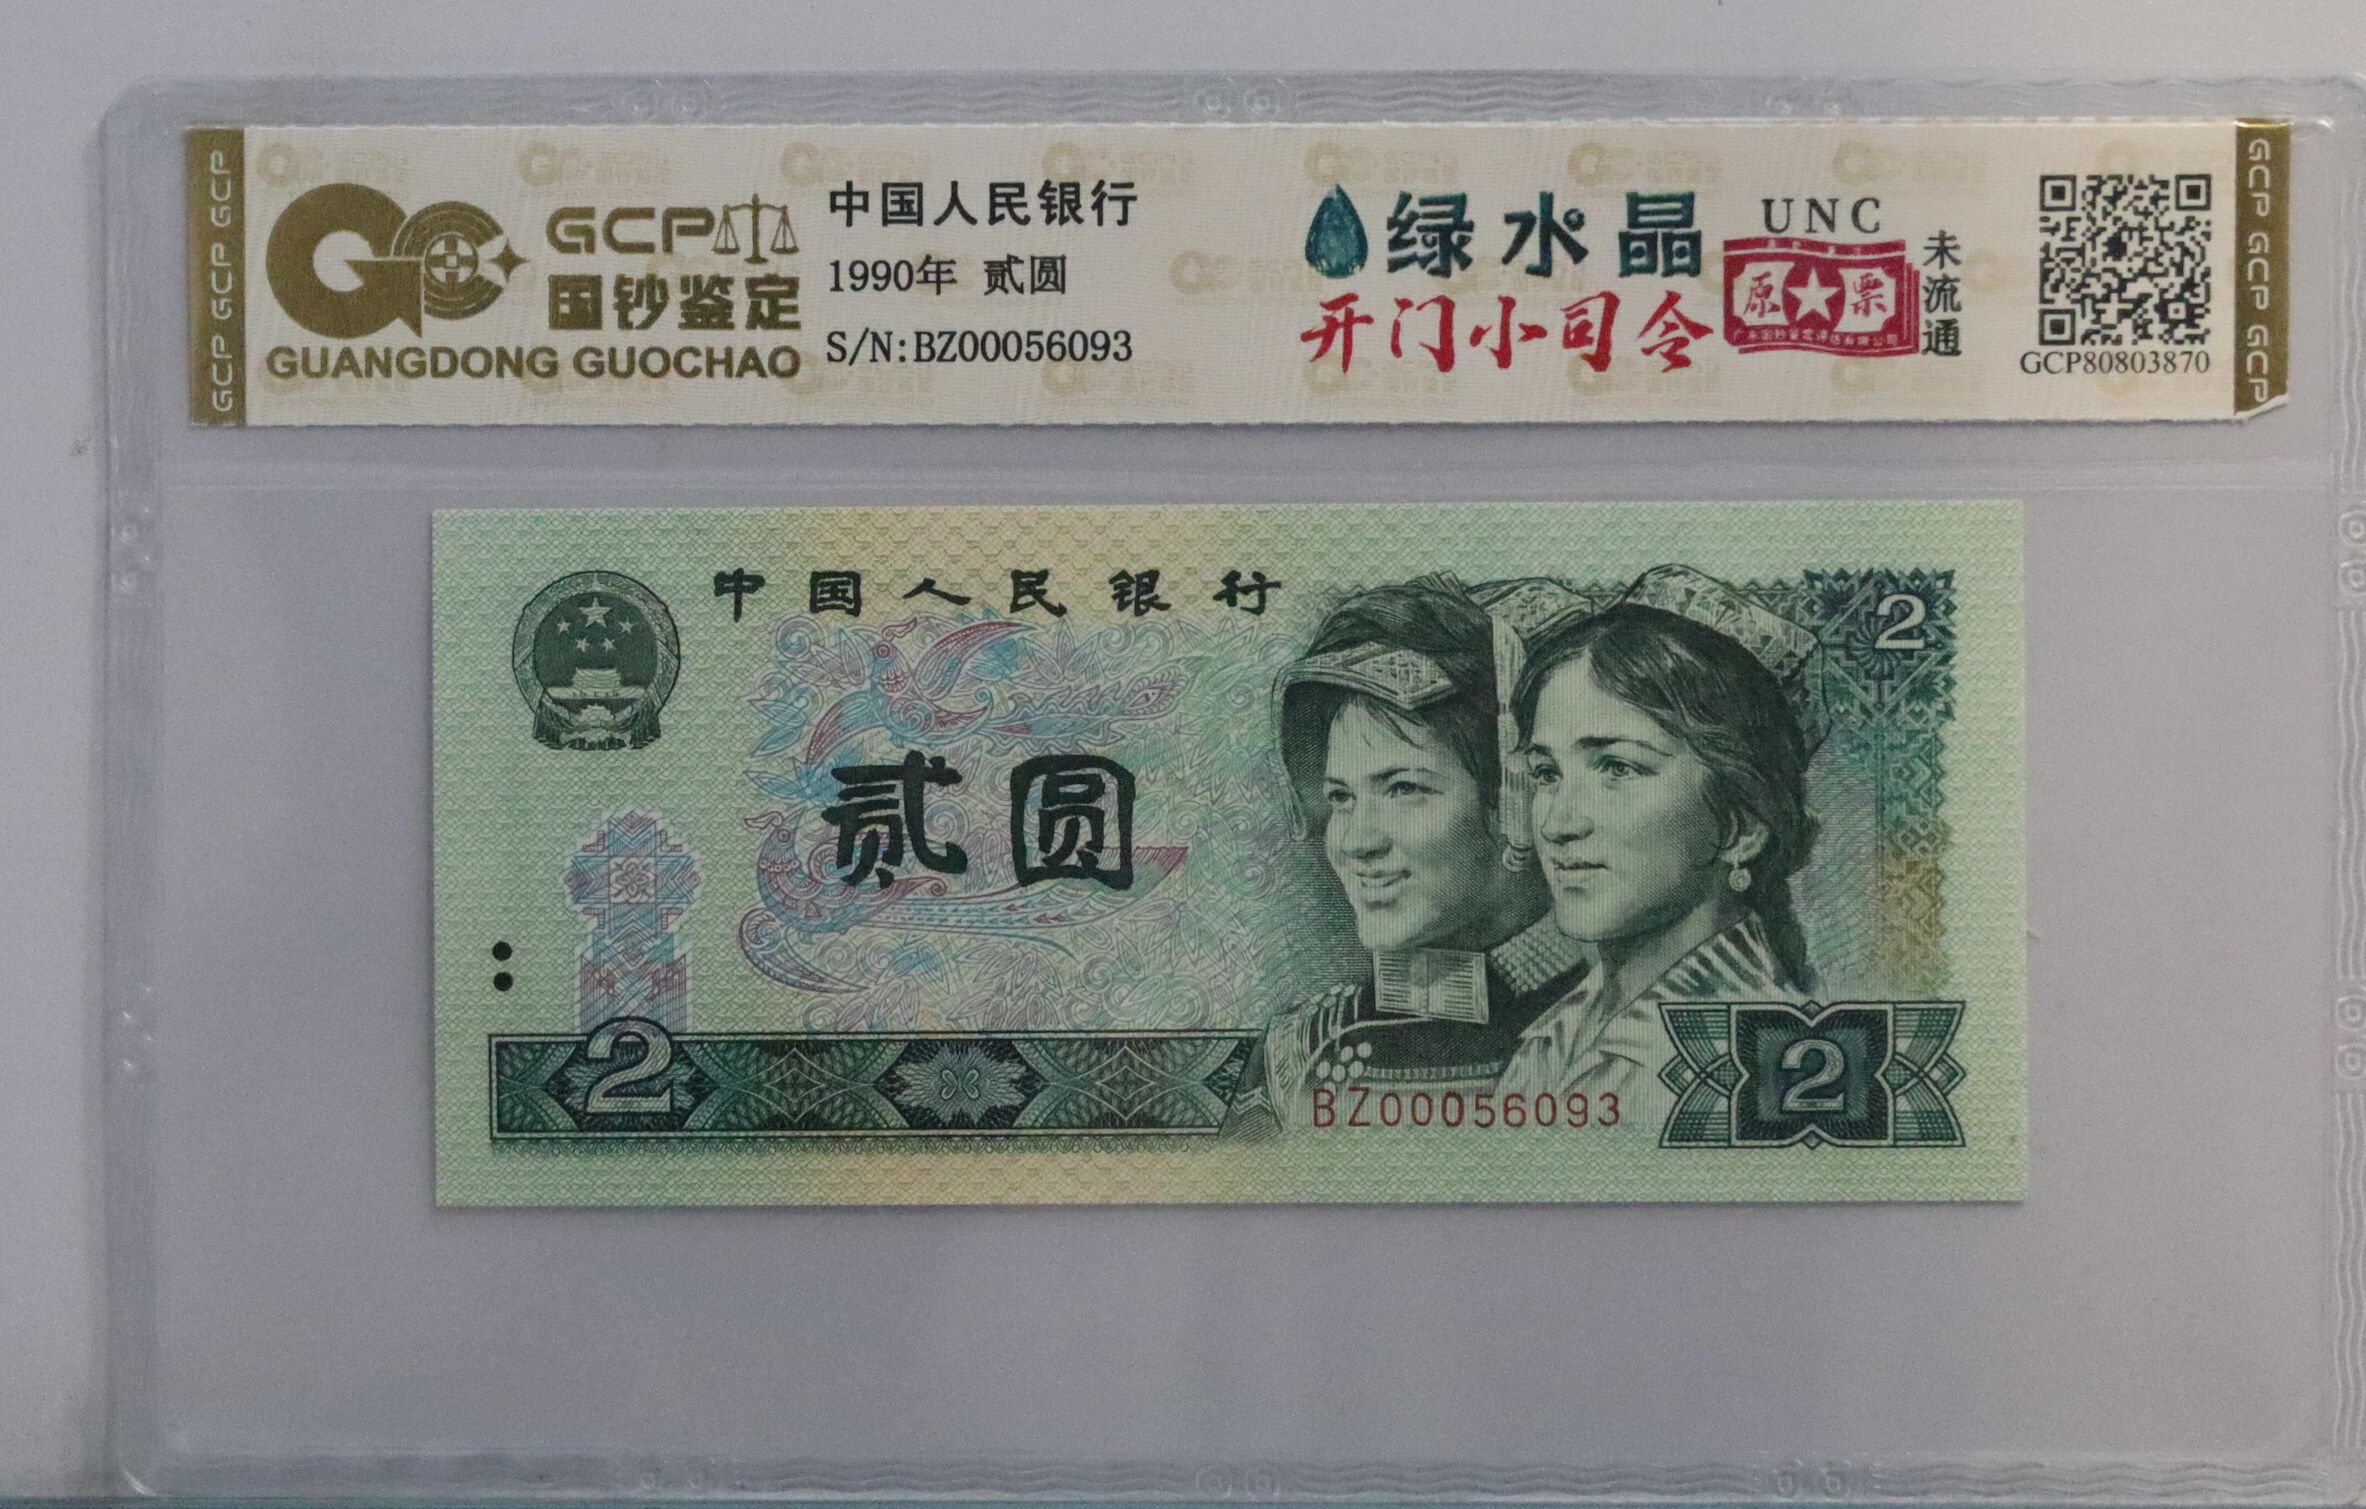 GCP GCP GCP
GCP
国钞鉴定
GUANGDONG GUOCHAO
中国人民银行
1990年 贰圆
S/N:BZ00056093
绿水晶
开门小司令
UNC
原票
未流通
GCP80803870
GCP GCP GCP
中国人民银行
2
贰圆
2
BZ00056093
2